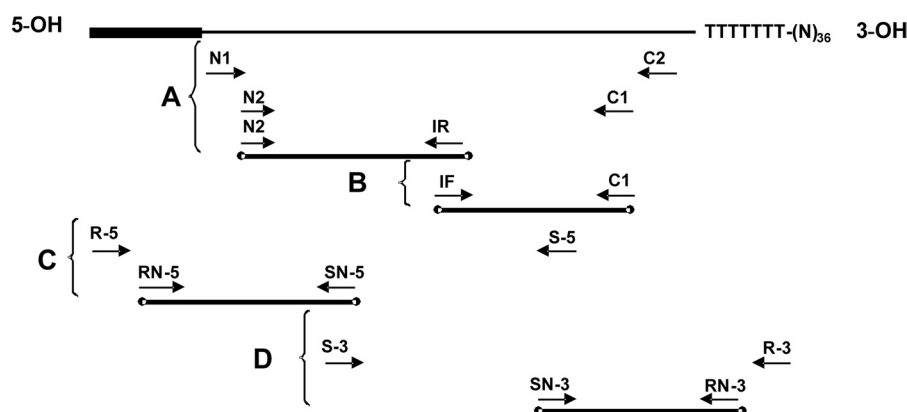 5-OH TTTTTTT-(N)36 3-OH
N1 C2
A
N2 C1
N2 IR
B
IF C1
R-5 S-5
C
RN-5 SN-5
S-3 R-3
D
SN-3 RN-3